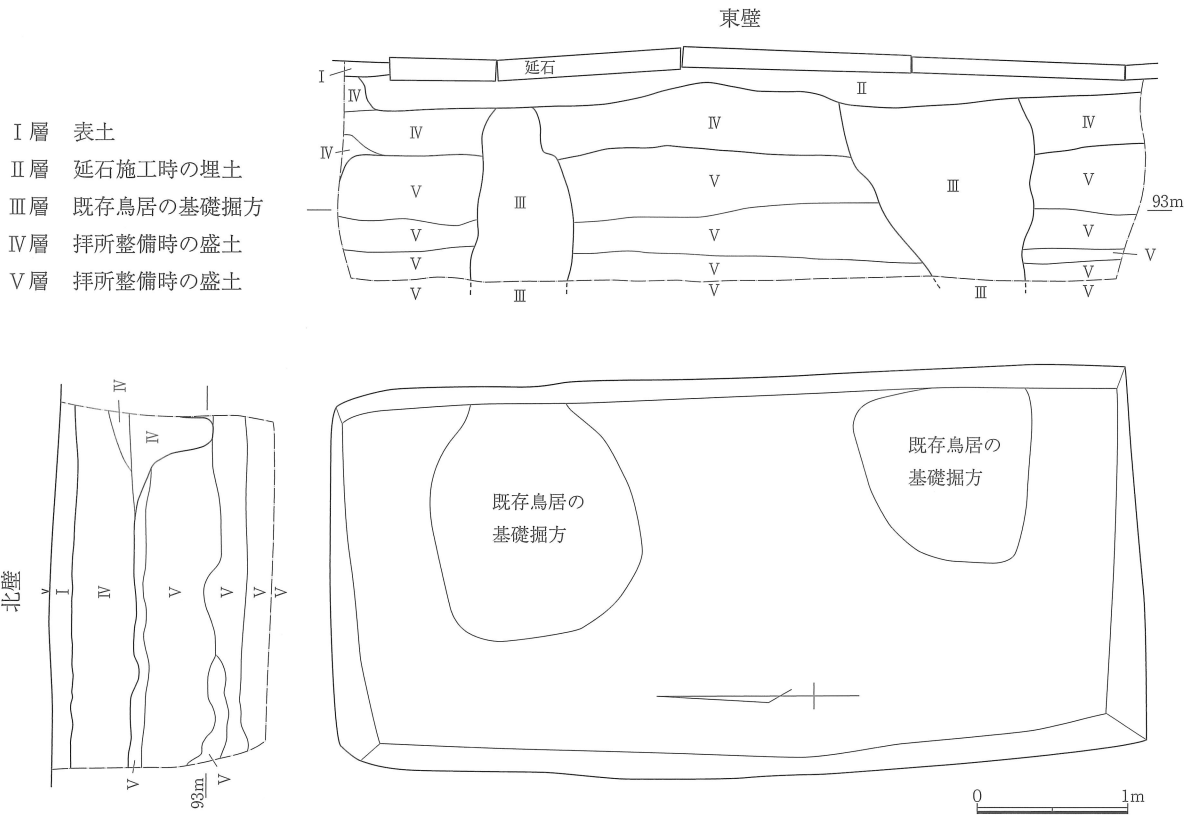 東壁
Ⅰ
延石
Ⅱ
Ⅳ
Ⅳ
Ⅳ
Ⅳ
Ⅳ
Ⅴ
Ⅲ
Ⅴ
Ⅲ
Ⅴ
93m
Ⅴ
Ⅴ
Ⅴ
Ⅴ
Ⅴ
Ⅴ
Ⅴ
Ⅴ
Ⅲ
Ⅴ
Ⅲ
Ⅴ
Ⅰ層 表土
Ⅱ層 延石施工時の埋土
Ⅲ層 既存鳥居の基礎掘方
Ⅳ層 拝所整備時の盛土
Ⅴ層 拝所整備時の盛土
北壁
Ⅳ
Ⅳ
Ⅰ
Ⅳ
Ⅴ
Ⅴ
Ⅴ
Ⅴ
Ⅴ
Ⅴ
93m
既存鳥居の
基礎掘方
既存鳥居の
基礎掘方
0 1m